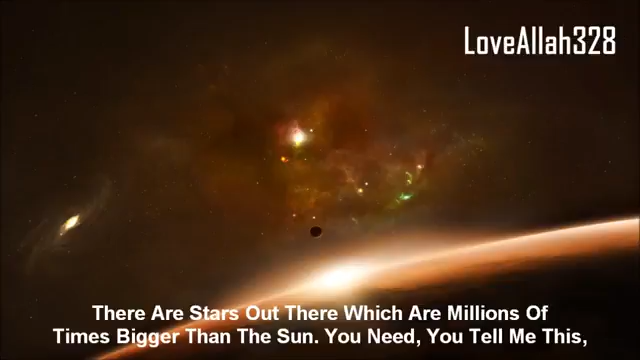 LoveAllah328
There Are Stars Out There Which Are Millions Of
Times Bigger Than The Sun. You Need, You Tell Me This,